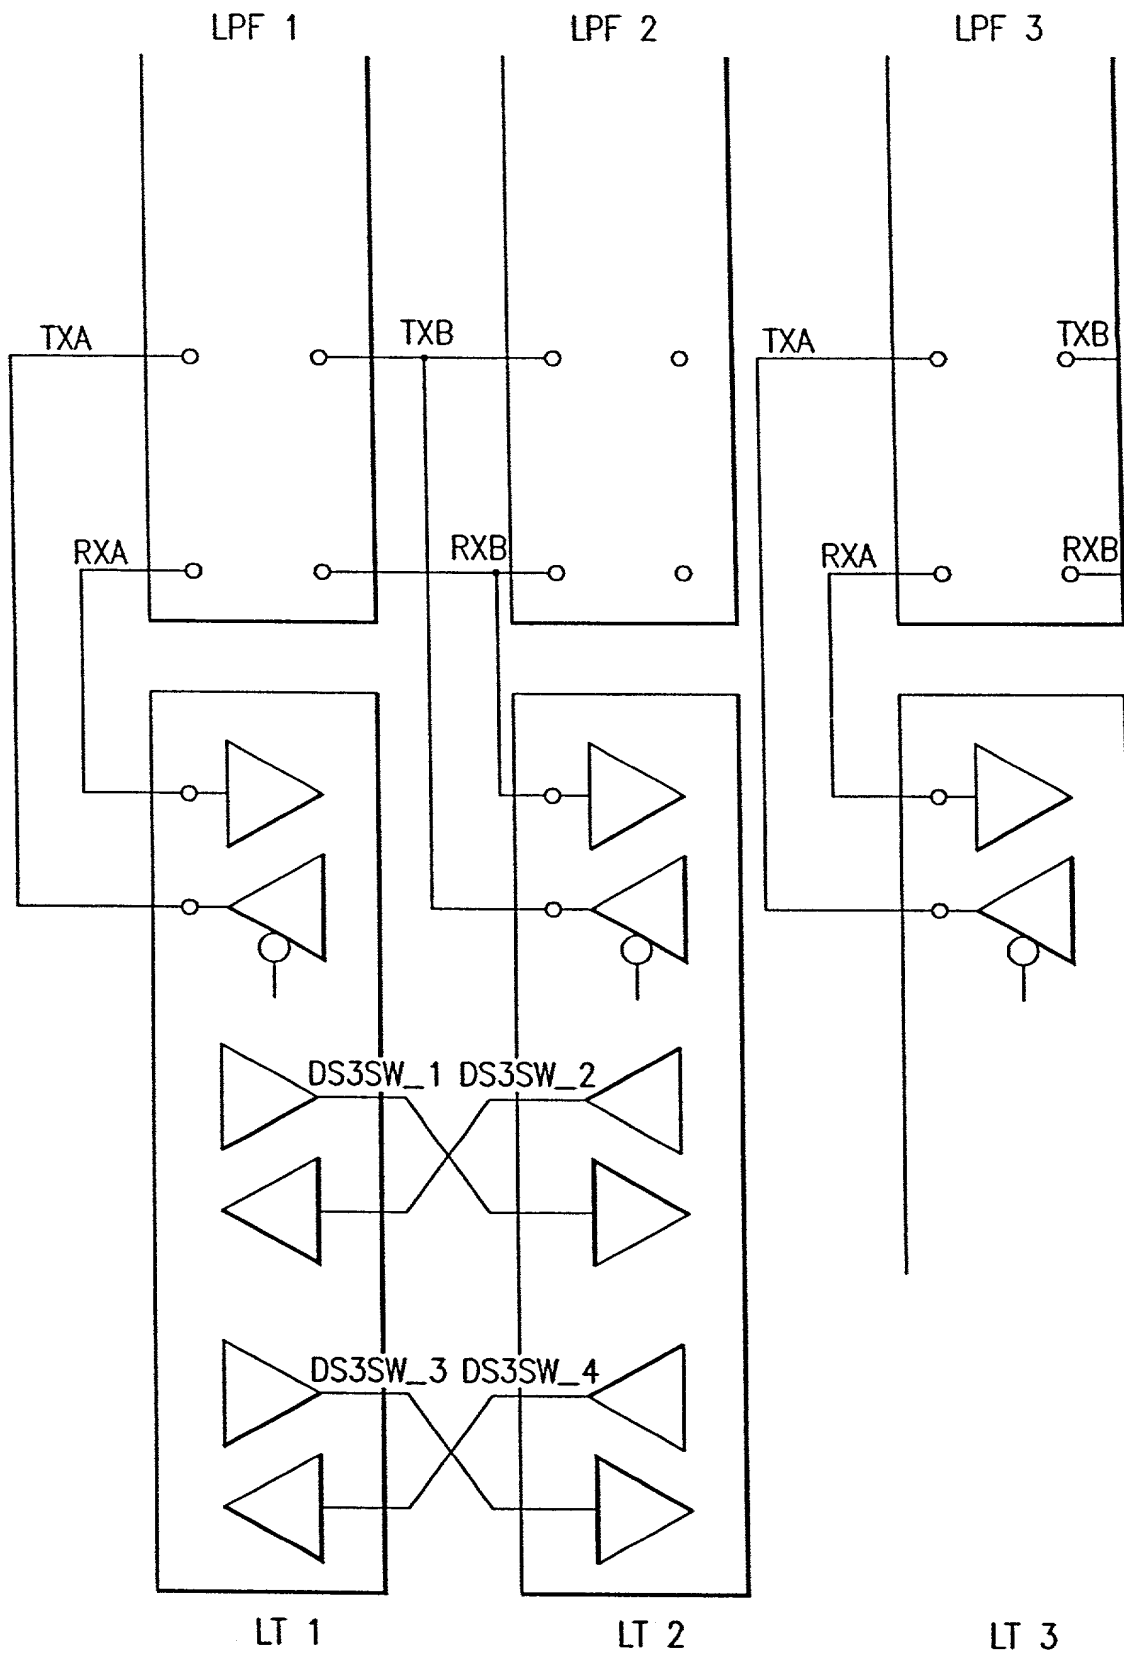 LPF 1
LPF 2
LPF 3
TXA
TXB
TXA
TXB
RXA
RXB
RXA
RXB
DS3SW_1
DS3SW_2
DS3SW_3
DS3SW_4
LT 1
LT 2
LT 3